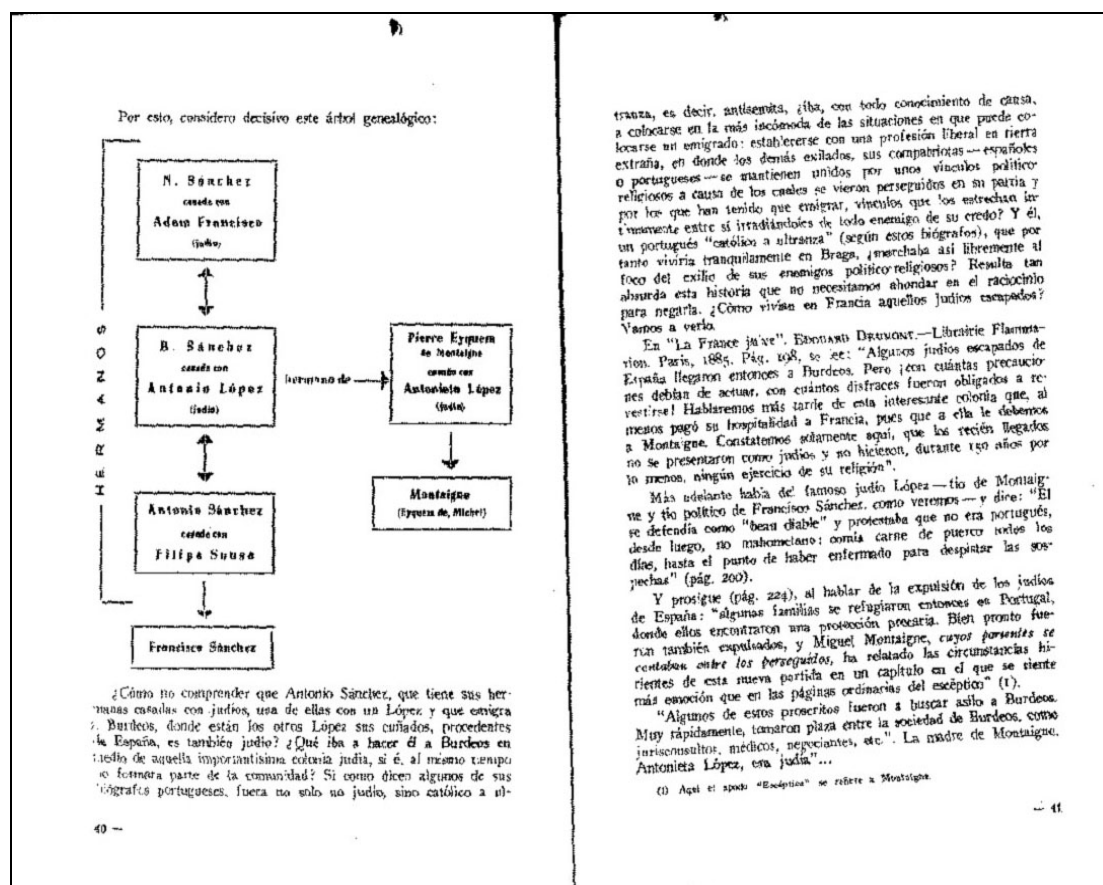 Por esto, considero decisivo este árbol genealógico:
HERMANOS
N. Sánchez
casada con
Adam Francisco
(judío)
B. Sánchez
casada con
Antonio López
(judío)
hermano de
Pierre Eyquem
de Montaigne
casado con
Antonieta López
(judía)
Antonio Sánchez
casado con
Filipa Sousa
Montaigne
(Eyquem de, Michel)
Francisco Sánchez
¿Cómo no comprender que Antonio Sánchez, que tiene sus her-
manas casadas con judíos, una de ellas con un López y que emigra
a Burdeos, donde están los otros López sus cuñados, procedentes
de España, es también judío? ¿Qué iba a hacer él a Burdeos en
medio de aquella importantísima colonia judía, si é, al mismo tiempo
no formara parte de la comunidad? Si como dicen algunos de sus
biógrafos portugueses, fuera no solo no judío, sino católico a ul-
40 —
tranza, es decir, antisemita, ¿iba, con todo conocimiento de causa,
a colocarse en la más incómoda de las situaciones en que puede co-
locarse un emigrado: establecerse con una profesión liberal en tierra
extraña, en donde los demás exilados, sus compatriotas — españoles
o portugueses — se mantienen unidos por unos vínculos político-
religiosos a causa de los cuales se vieron perseguidos en su patria y
por los que han tenido que emigrar, vínculos que los estrechan ín-
timamente entre sí irradiándoles de todo enemigo de su credo? Y él,
un portugués "católico a ultranza" (según estos biógrafos), que por
tanto viviría tranquilamente en Braga, ¿marchaba así libremente al
foco del exilio de sus enemigos político-religiosos? Resulta tan
absurda esta historia que no necesitamos ahondar en el raciocinio
para negarla. ¿Cómo vivían en Francia aquellos Judíos escapados?
Vamos a verlo.
En "La France juive". EDOUARD DRUMONT.—Librairie Flamma-
rion. París, 1885. Pág. 198, se lee: "Algunos judíos escapados de
España llegaron entonces a Burdeos. Pero ¡con cuántas precaucio-
nes debían de actuar, con cuántos disfraces fueron obligados a re-
vestirse! Hablaremos más tarde de esta interesante colonia que, al
menos pagó su hospitalidad a Francia, pues que a ella le debemos
a Montaigne. Constatemos solamente aquí, que los recién llegados
no se presentaron como judíos y no hicieron, durante 150 años por
lo menos, ningún ejercicio de su religión".
Más adelante habla del famoso judío López — tío de Montaig-
ne y tío político de Francisco Sánchez, como veremos — y dice: "El
se defendía como "beau diable" y protestaba que no era portugués,
desde luego, no mahometano: comía carne de puerco todos los
días, hasta el punto de haber enfermado para despintar las sos-
pechas" (pág. 200).
Y prosigue (pág. 224), al hablar de la expulsión de los judíos
de España: "algunas familias se refugiaron entonces en Portugal,
donde ellos encontraron una protección precaria. Bien pronto fue-
ron también expulsados, y Miguel Montaigne, cuyos parientes se
contaban entre los perseguidos, ha relatado las circunstancias hi-
rientes de esta nueva partida en un capítulo en el que se siente
más emoción que en las páginas ordinarias del escéptico" (1).
"Algunos de estos proscritos fueron a buscar asilo a Burdeos.
Muy rápidamente, tomaron plaza entre la sociedad de Burdeos, como
jurisconsultos, médicos, negociantes, etc.". La madre de Montaigne,
Antonieta López, era judía"...
(1) Aquí el apodo "Escéptico" se refiere a Montaigne.
— 41